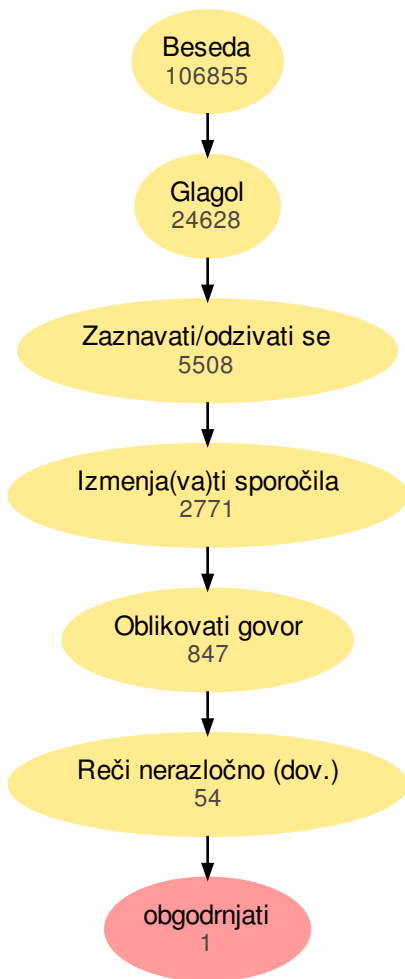 Beseda
106855
Glagol
24628
Zaznavati/odzivati se
5508
Izmenja(va)ti sporočila
2771
Oblikovati govor
847
Reči nerazločno (dov.)
54
obgodrnjati
1